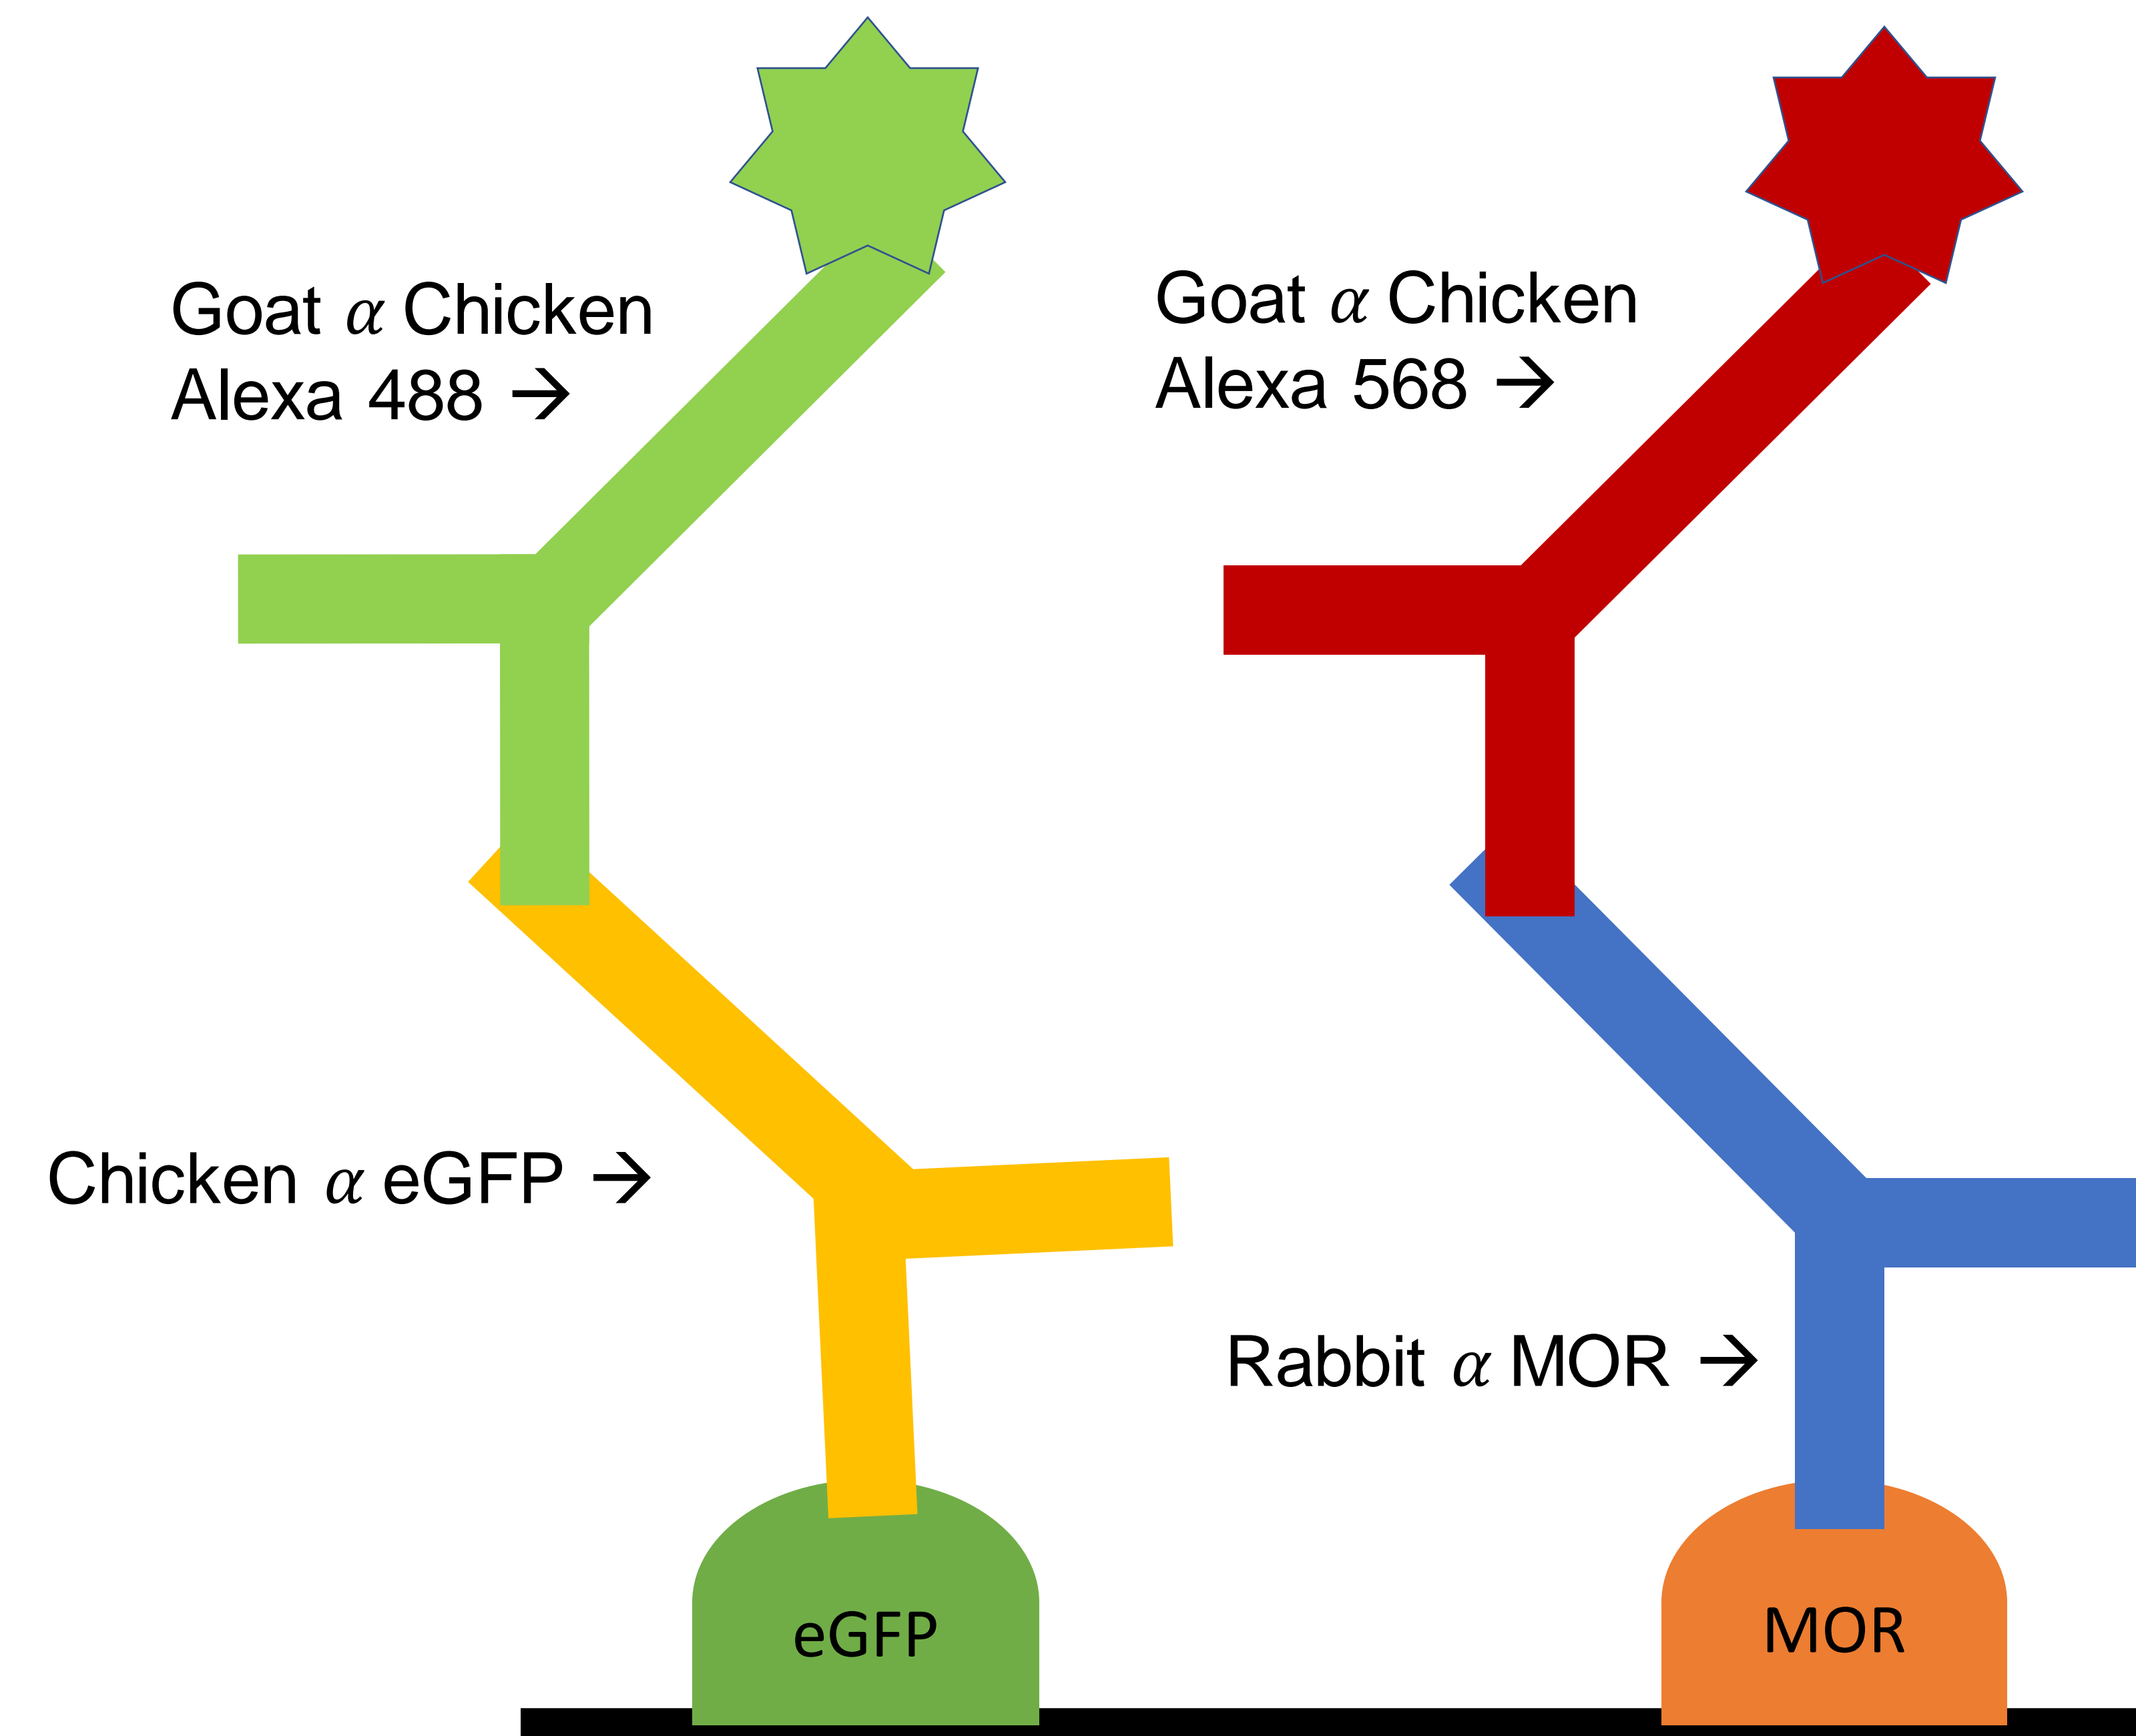 Goat α Chicken
Alexa 488 →
Goat α Chicken
Alexa 568 →
Chicken α eGFP →
Rabbit α MOR →
eGFP
MOR